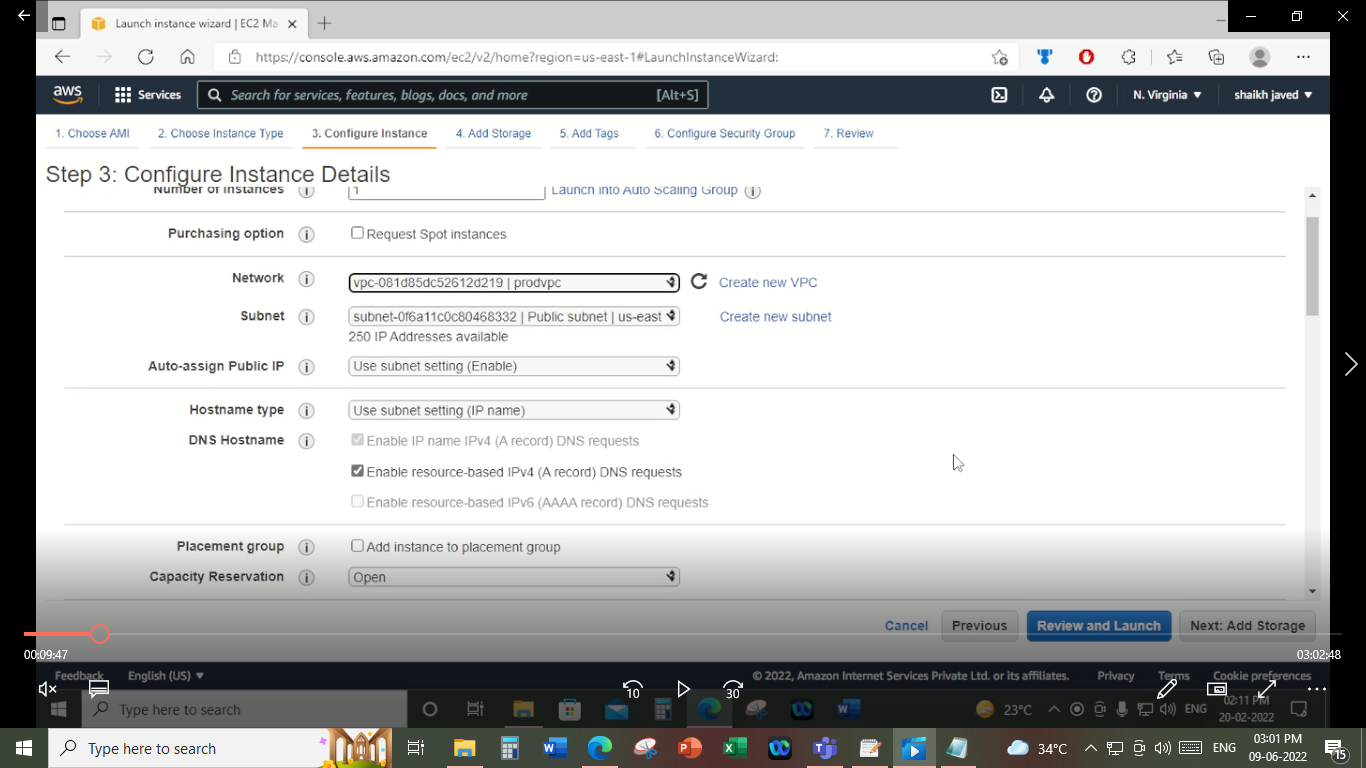 Launch instance wizard | EC2 Ma
https://console.aws.amazon.com/ec2/v2/home?region=us-east-1#LaunchInstanceWizard:
aws Services Search for services, features, blogs, docs, and more [Alt+S] N. Virginia shaikh javed
1. Choose AMI 2. Choose Instance Type 3. Configure Instance 4. Add Storage 5. Add Tags 6. Configure Security Group 7. Review
Step 3: Configure Instance Details
Number of instances 1 Launch into Auto Scaling Group
Purchasing option Request Spot instances
Network vpc-081d85dc52612d219 | prodvpc Create new VPC
Subnet subnet-0f6a11c0c80468332 | Public subnet | us-east Create new subnet
250 IP Addresses available
Auto-assign Public IP Use subnet setting (Enable)
Hostname type Use subnet setting (IP name)
DNS Hostname Enable IP name IPv4 (A record) DNS requests
Enable resource-based IPv4 (A record) DNS requests
Enable resource-based IPv6 (AAAA record) DNS requests
Placement group Add instance to placement group
Capacity Reservation Open
Cancel Previous Review and Launch Next: Add Storage
00:09:47 03:02:48
Feedback English (US) © 2022, Amazon Internet Services Private Ltd. or its affiliates. Privacy Terms Cookie preferences
10 30
Type here to search 23°C ENG 02:11 PM
20-02-2022
Type here to search 34°C ENG 03:01 PM
09-06-2022 15